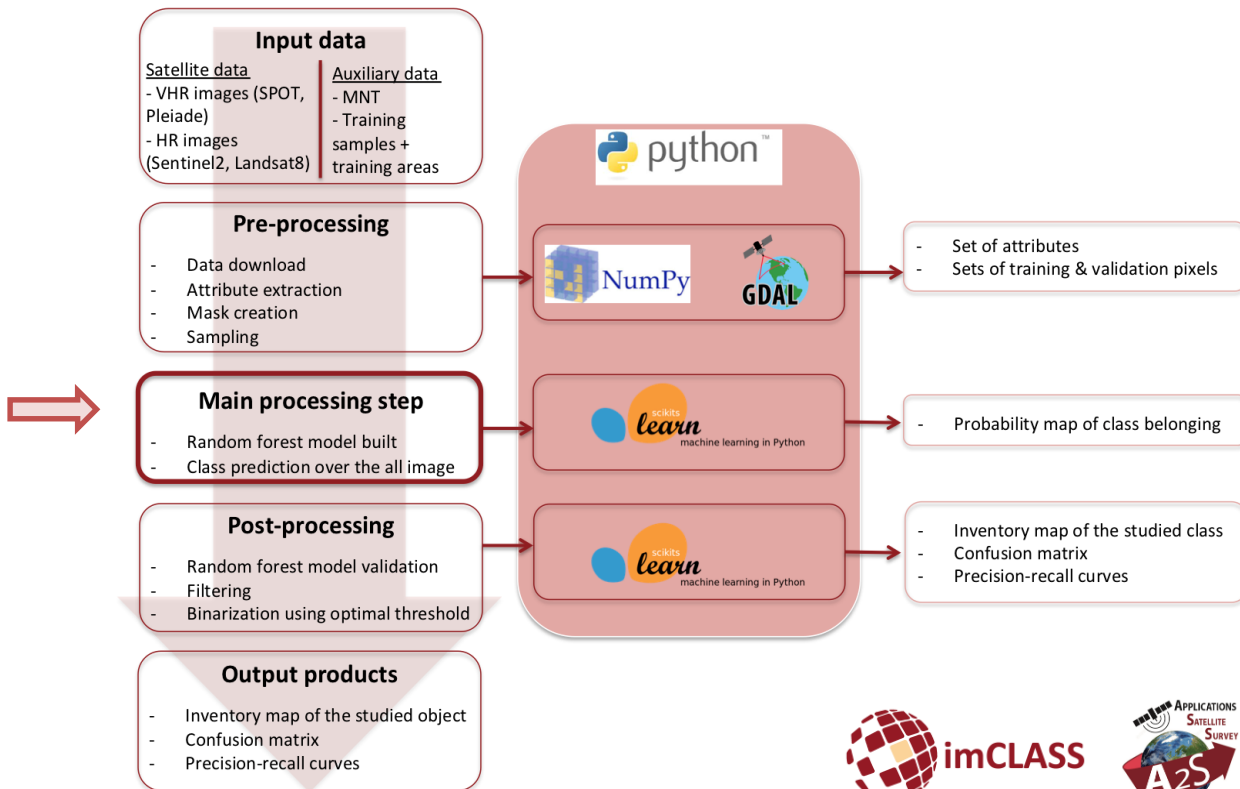 Input data
Satellite data
- VHR images (SPOT,
Pleiade)
- HR images
(Sentinel2, Landsat8)
Auxiliary data
- MNT
- Training
samples +
training areas
python™
Pre-processing
- Data download
- Attribute extraction
- Mask creation
- Sampling
NumPy
GDAL
- Set of attributes
- Sets of training & validation pixels
Main processing step
- Random forest model built
- Class prediction over the all image
scikits
learn
machine learning in Python
- Probability map of class belonging
Post-processing
- Random forest model validation
- Filtering
- Binarization using optimal threshold
scikits
learn
machine learning in Python
- Inventory map of the studied class
- Confusion matrix
- Precision-recall curves
Output products
- Inventory map of the studied object
- Confusion matrix
- Precision-recall curves
imCLASS
APPLICATIONS
SATELLITE
SURVEY
A2S